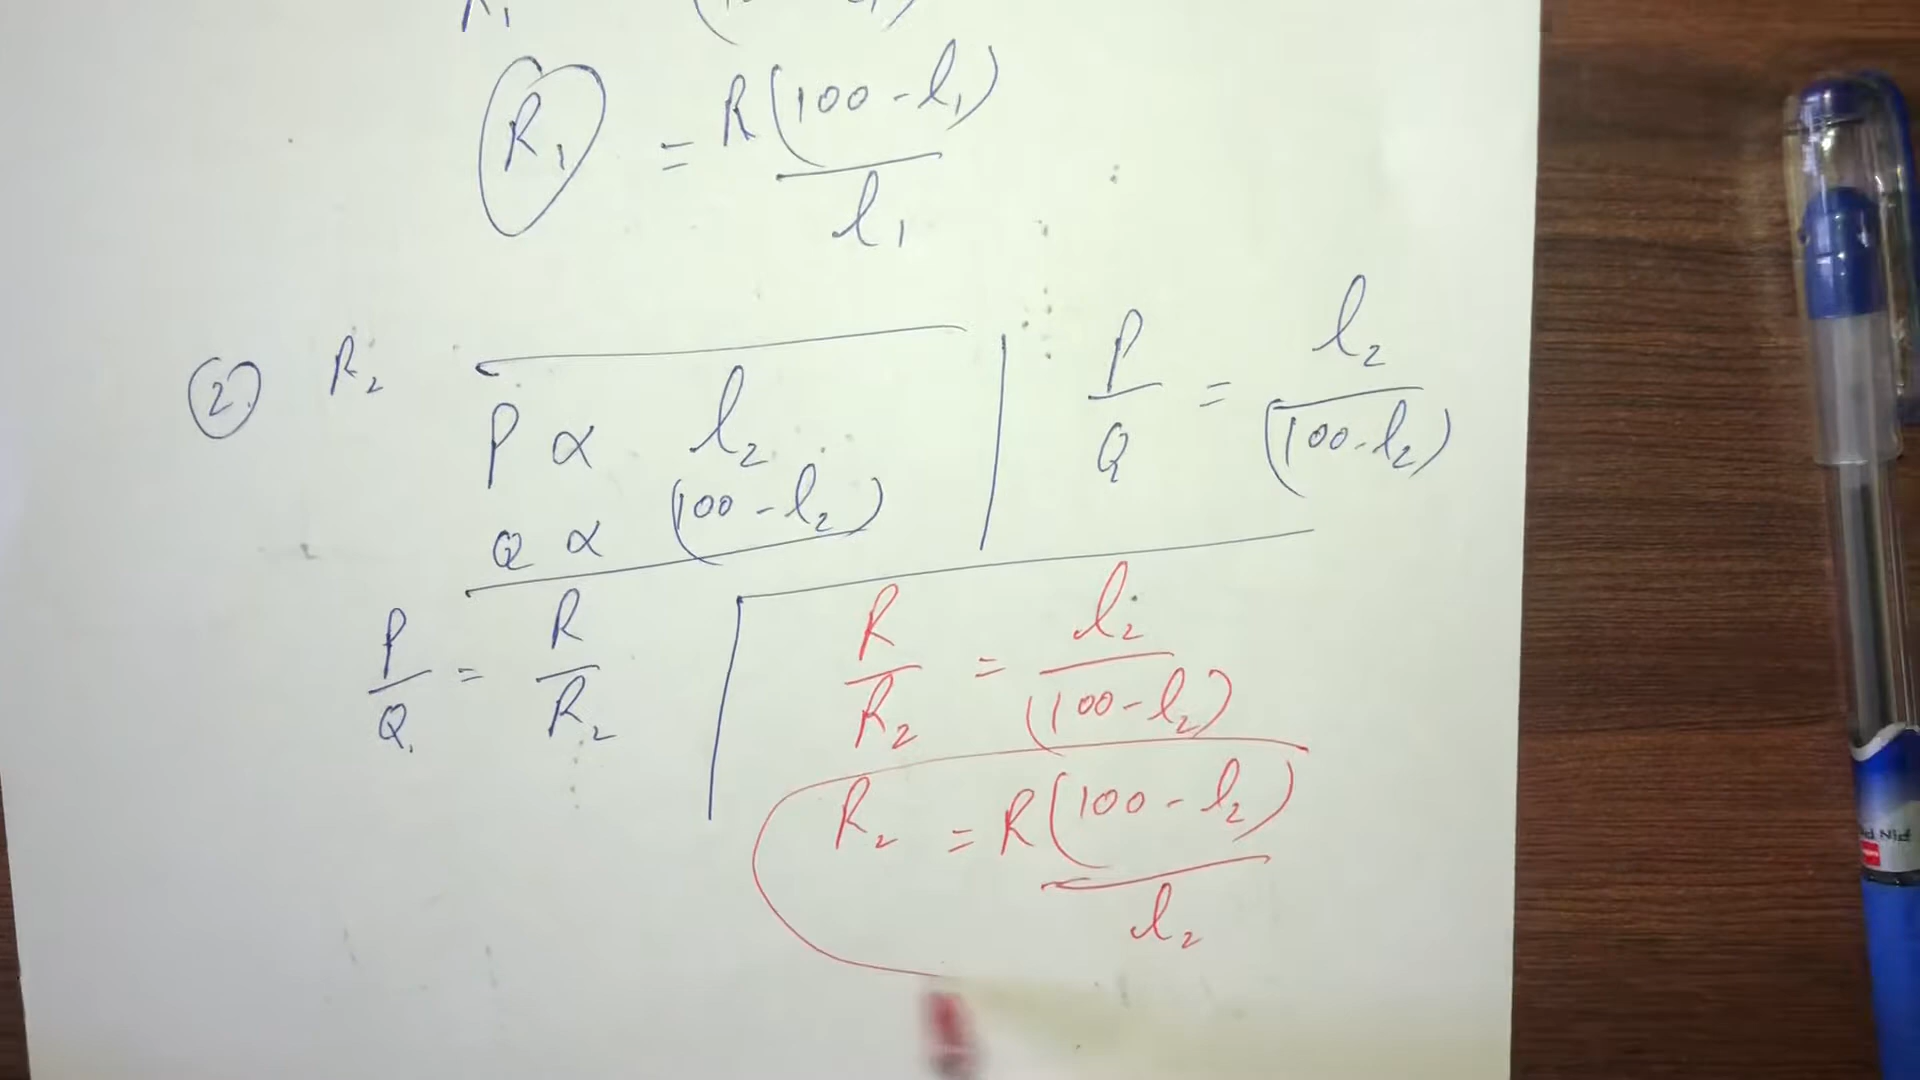 R₁ = R(100 - l₁)
l₁
② R₂
P ∝ l₂
Q ∝ (100 - l₂)
P/Q = l₂/(100 - l₂)
P/Q = R/R₂
R/R₂ = l₂/(100 - l₂)
R₂ = R(100 - l₂)
l₂